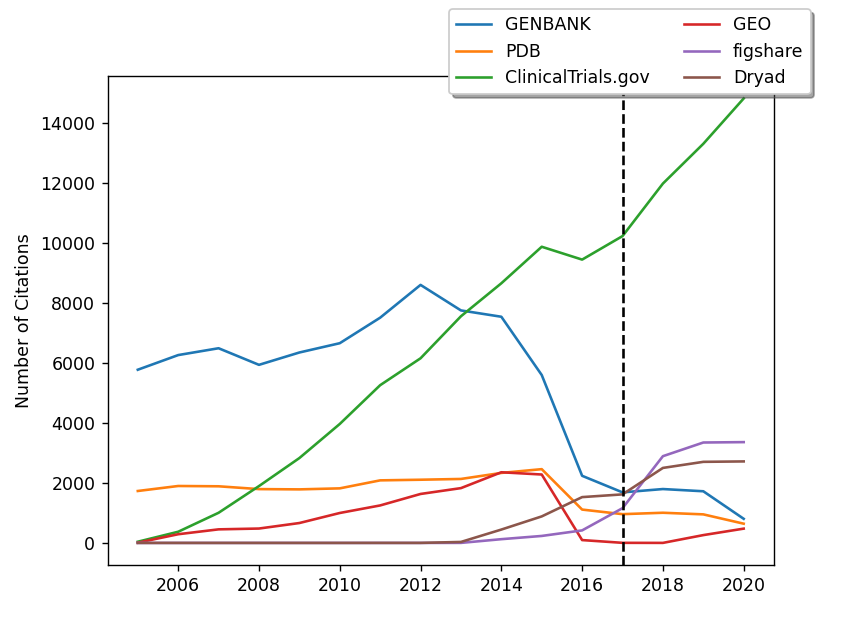 GENBANK
PDB
ClinicalTrials.gov
GEO
figshare
Dryad
14000
12000
10000
8000
6000
4000
2000
0
Number of Citations
2006 2008 2010 2012 2014 2016 2018 2020